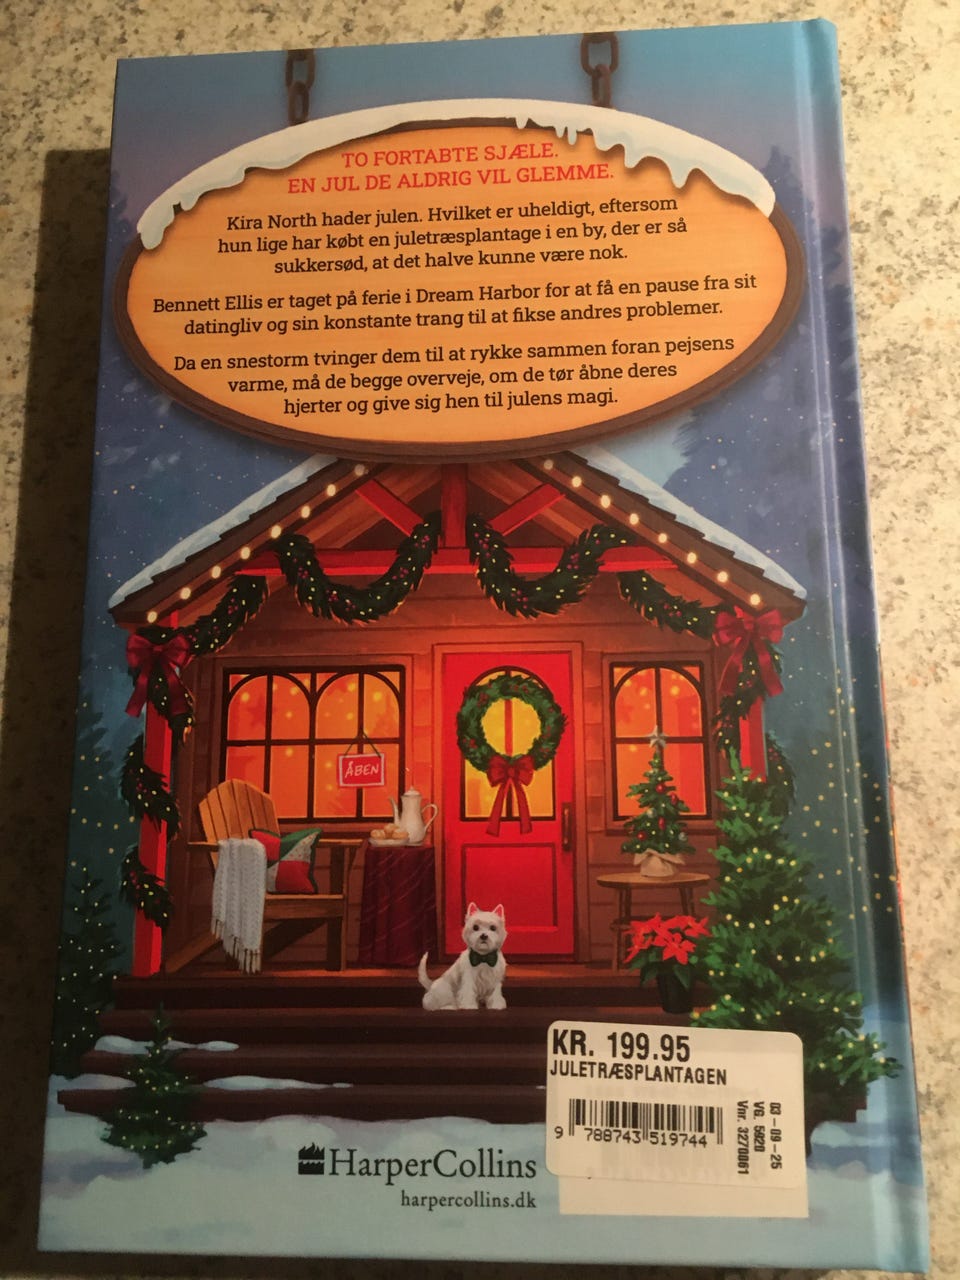 TO FORTABTE SJÆLE.
EN JUL DE ALDRIG VIL GLEMME.
Kira North hader julen. Hvilket er uheldigt, eftersom
hun lige har købt en juletræsplantage i en by, der er så
sukkersød, at det halve kunne være nok.
Bennett Ellis er taget på ferie i Dream Harbor for at få en pause fra sit
datingliv og sin konstante trang til at fikse andres problemer.
Da en snestorm tvinger dem til at rykke sammen foran pejsens
varme, må de begge overveje, om de tør åbne deres
hjerter og give sig hen til julens magi.
ÅBEN
KR. 199.95
JULETRÆSPLANTAGEN
9 788743 519744
03-09-25
VG. 5820
Vnr. 3270061
HarperCollins
harpercollins.dk